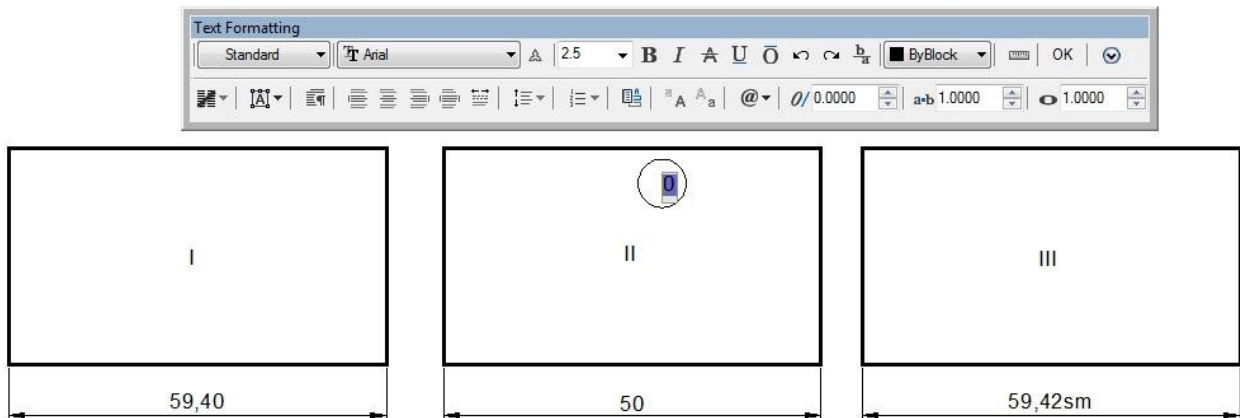 Text Formatting
Standard Arial 2.5 B I A U O b/a ByBlock OK
A @ 0/ 0.0000 a•b 1.0000 O 1.0000
0
I II III
59,40 50 59,42sm